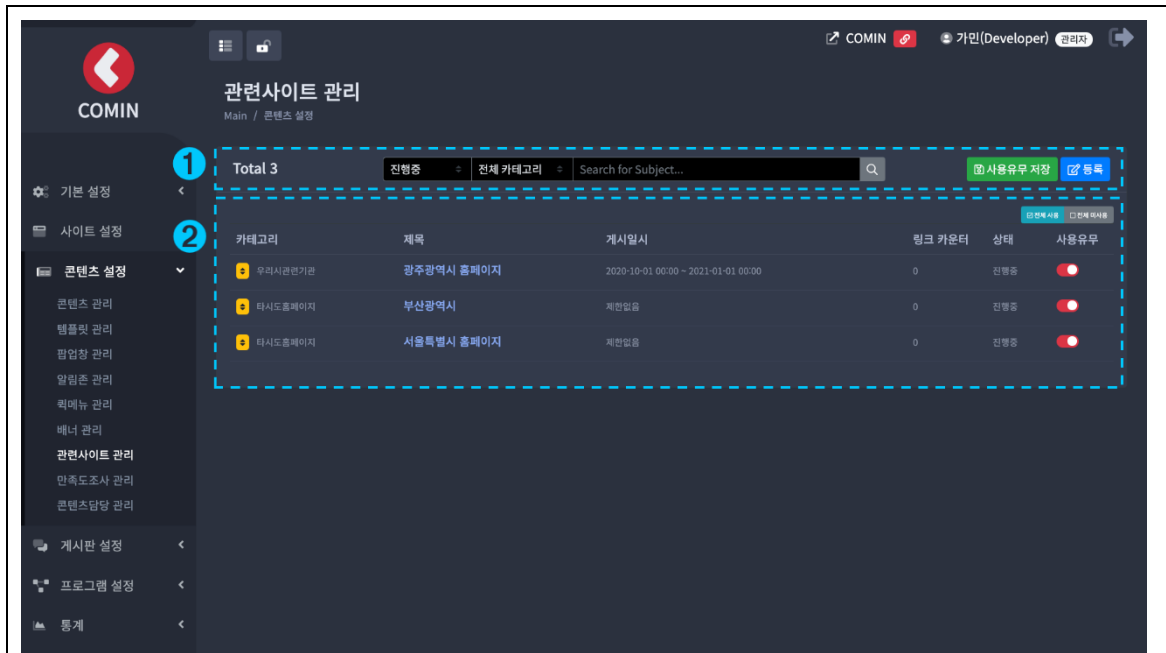 COMIN 가민(Developer) 관리자
COMIN
관련사이트 관리
Main / 콘텐츠 설정
기본 설정
사이트 설정
콘텐츠 설정
콘텐츠 관리
템플릿 관리
팝업창 관리
알림존 관리
퀵메뉴 관리
배너 관리
관련사이트 관리
만족도조사 관리
콘텐츠담당 관리
게시판 설정
프로그램 설정
통계
1
Total 3 진행중 전체 카테고리 Search for Subject... 사용유무 저장 등록
2
전체 사용 전체 미사용
카테고리 제목 게시일시 링크 카운터 상태 사용유무
우리시관련기관 광주광역시 홈페이지 2020-10-01 00:00 ~ 2021-01-01 00:00 0 진행중
타시도홈페이지 부산광역시 제한없음 0 진행중
타시도홈페이지 서울특별시 홈페이지 제한없음 0 진행중